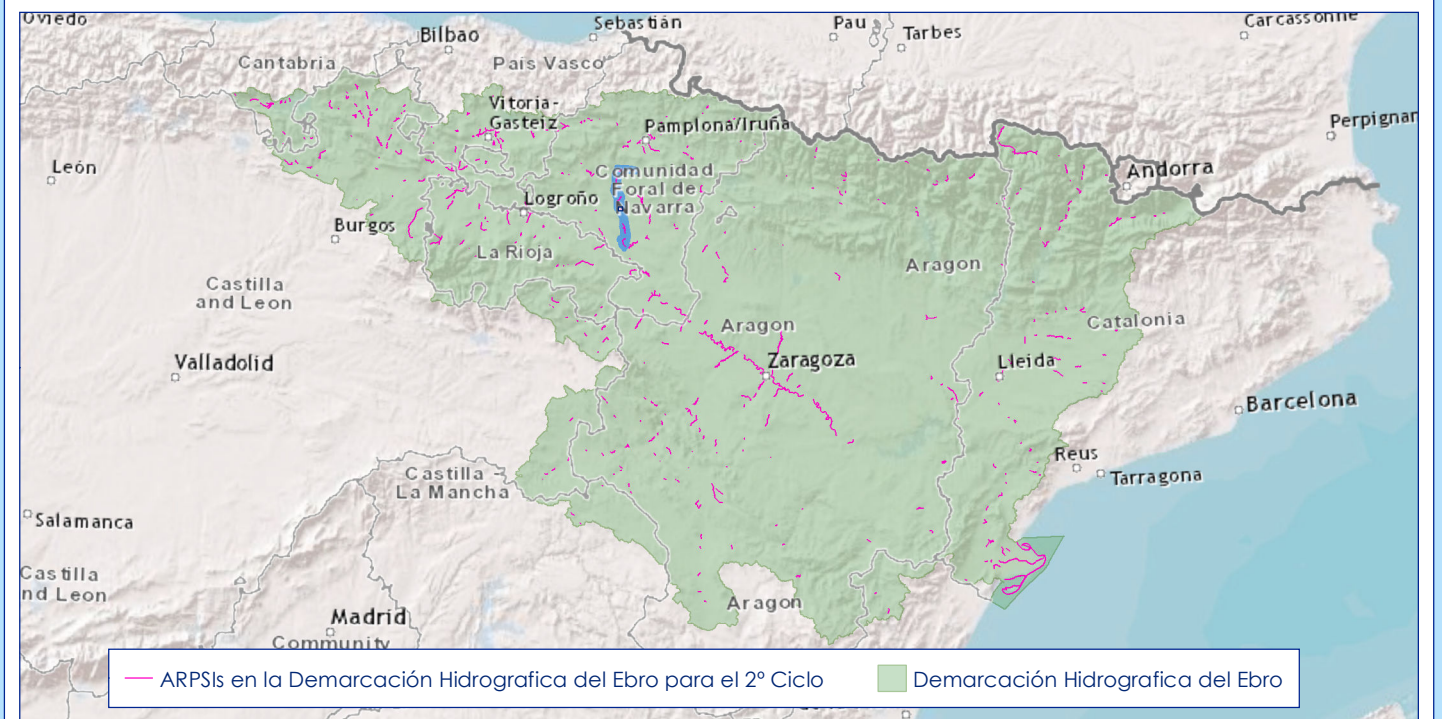 Oviedo
Sebastián
Pau
Carcassonne
Bilbao
Tarbes
Cantabria
País Vasco
Vitoria-
Gasteiz
Pamplona/Iruña
Perpignan
León
Comunidad
Foral de
Navarra
Andorra
Logroño
Burgos
La Rioja
Aragon
Castilla
and Leon
Catalonia
Aragon
Valladolid
Zaragoza
Lleida
Barcelona
Castilla -
La Mancha
Reus
Tarragona
Salamanca
Castilla
nd Leon
Aragon
Madrid
Community
ARPSIs en la Demarcación Hidrografica del Ebro para el 2º Ciclo
Demarcación Hidrografica del Ebro